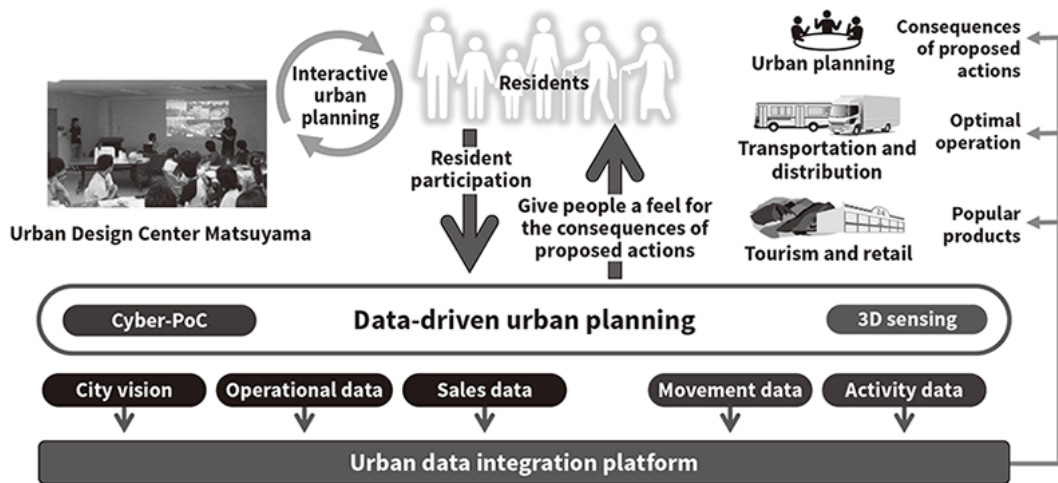 Interactive
urban
planning
Residents
Urban planning
Consequences
of proposed
actions
Transportation and
distribution
Optimal
operation
Tourism and retail
Popular
products
Urban Design Center Matsuyama
Resident
participation
Give people a feel for
the consequences of
proposed actions
Cyber-PoC
Data-driven urban planning
3D sensing
City vision
Operational data
Sales data
Movement data
Activity data
Urban data integration platform